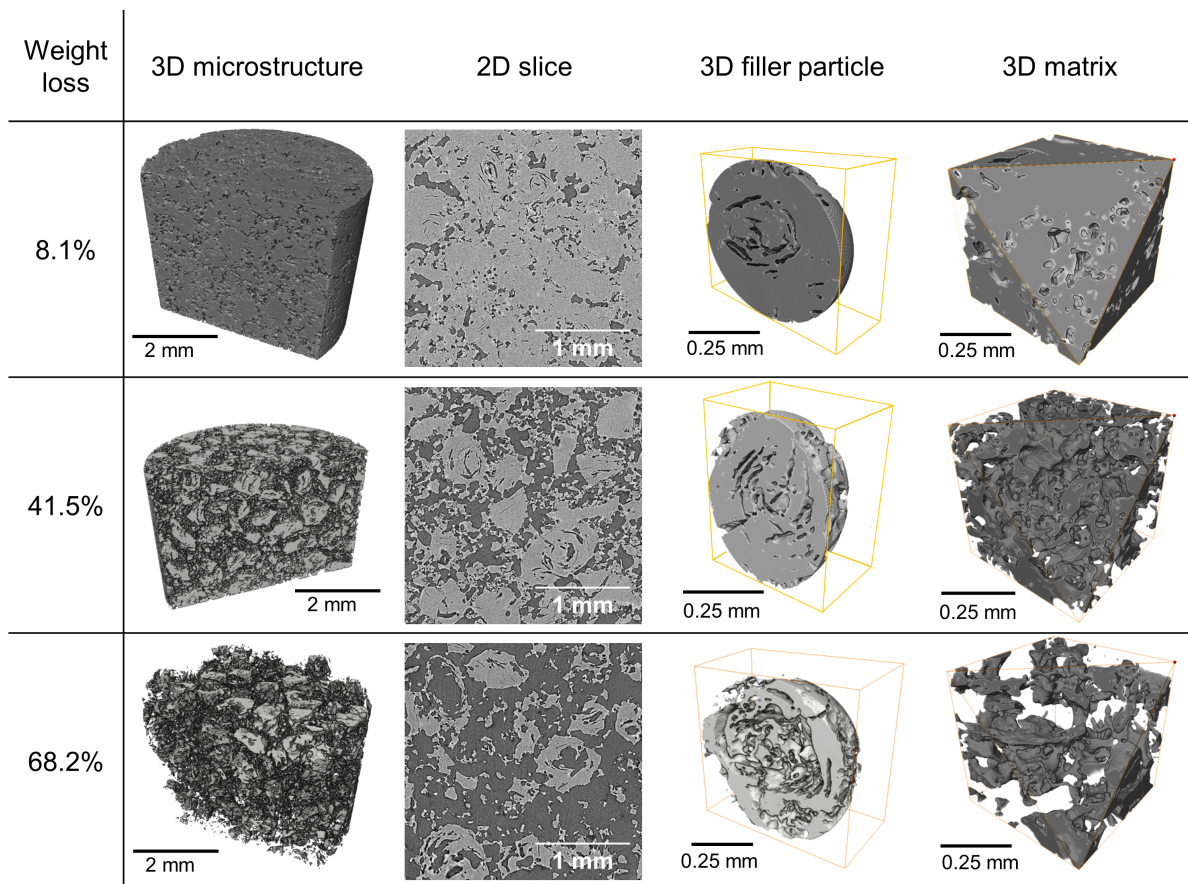 Weight
loss
3D microstructure
2D slice
3D filler particle
3D matrix
8.1%
2 mm
1 mm
0.25 mm
0.25 mm
41.5%
2 mm
1 mm
0.25 mm
0.25 mm
68.2%
2 mm
1 mm
0.25 mm
0.25 mm